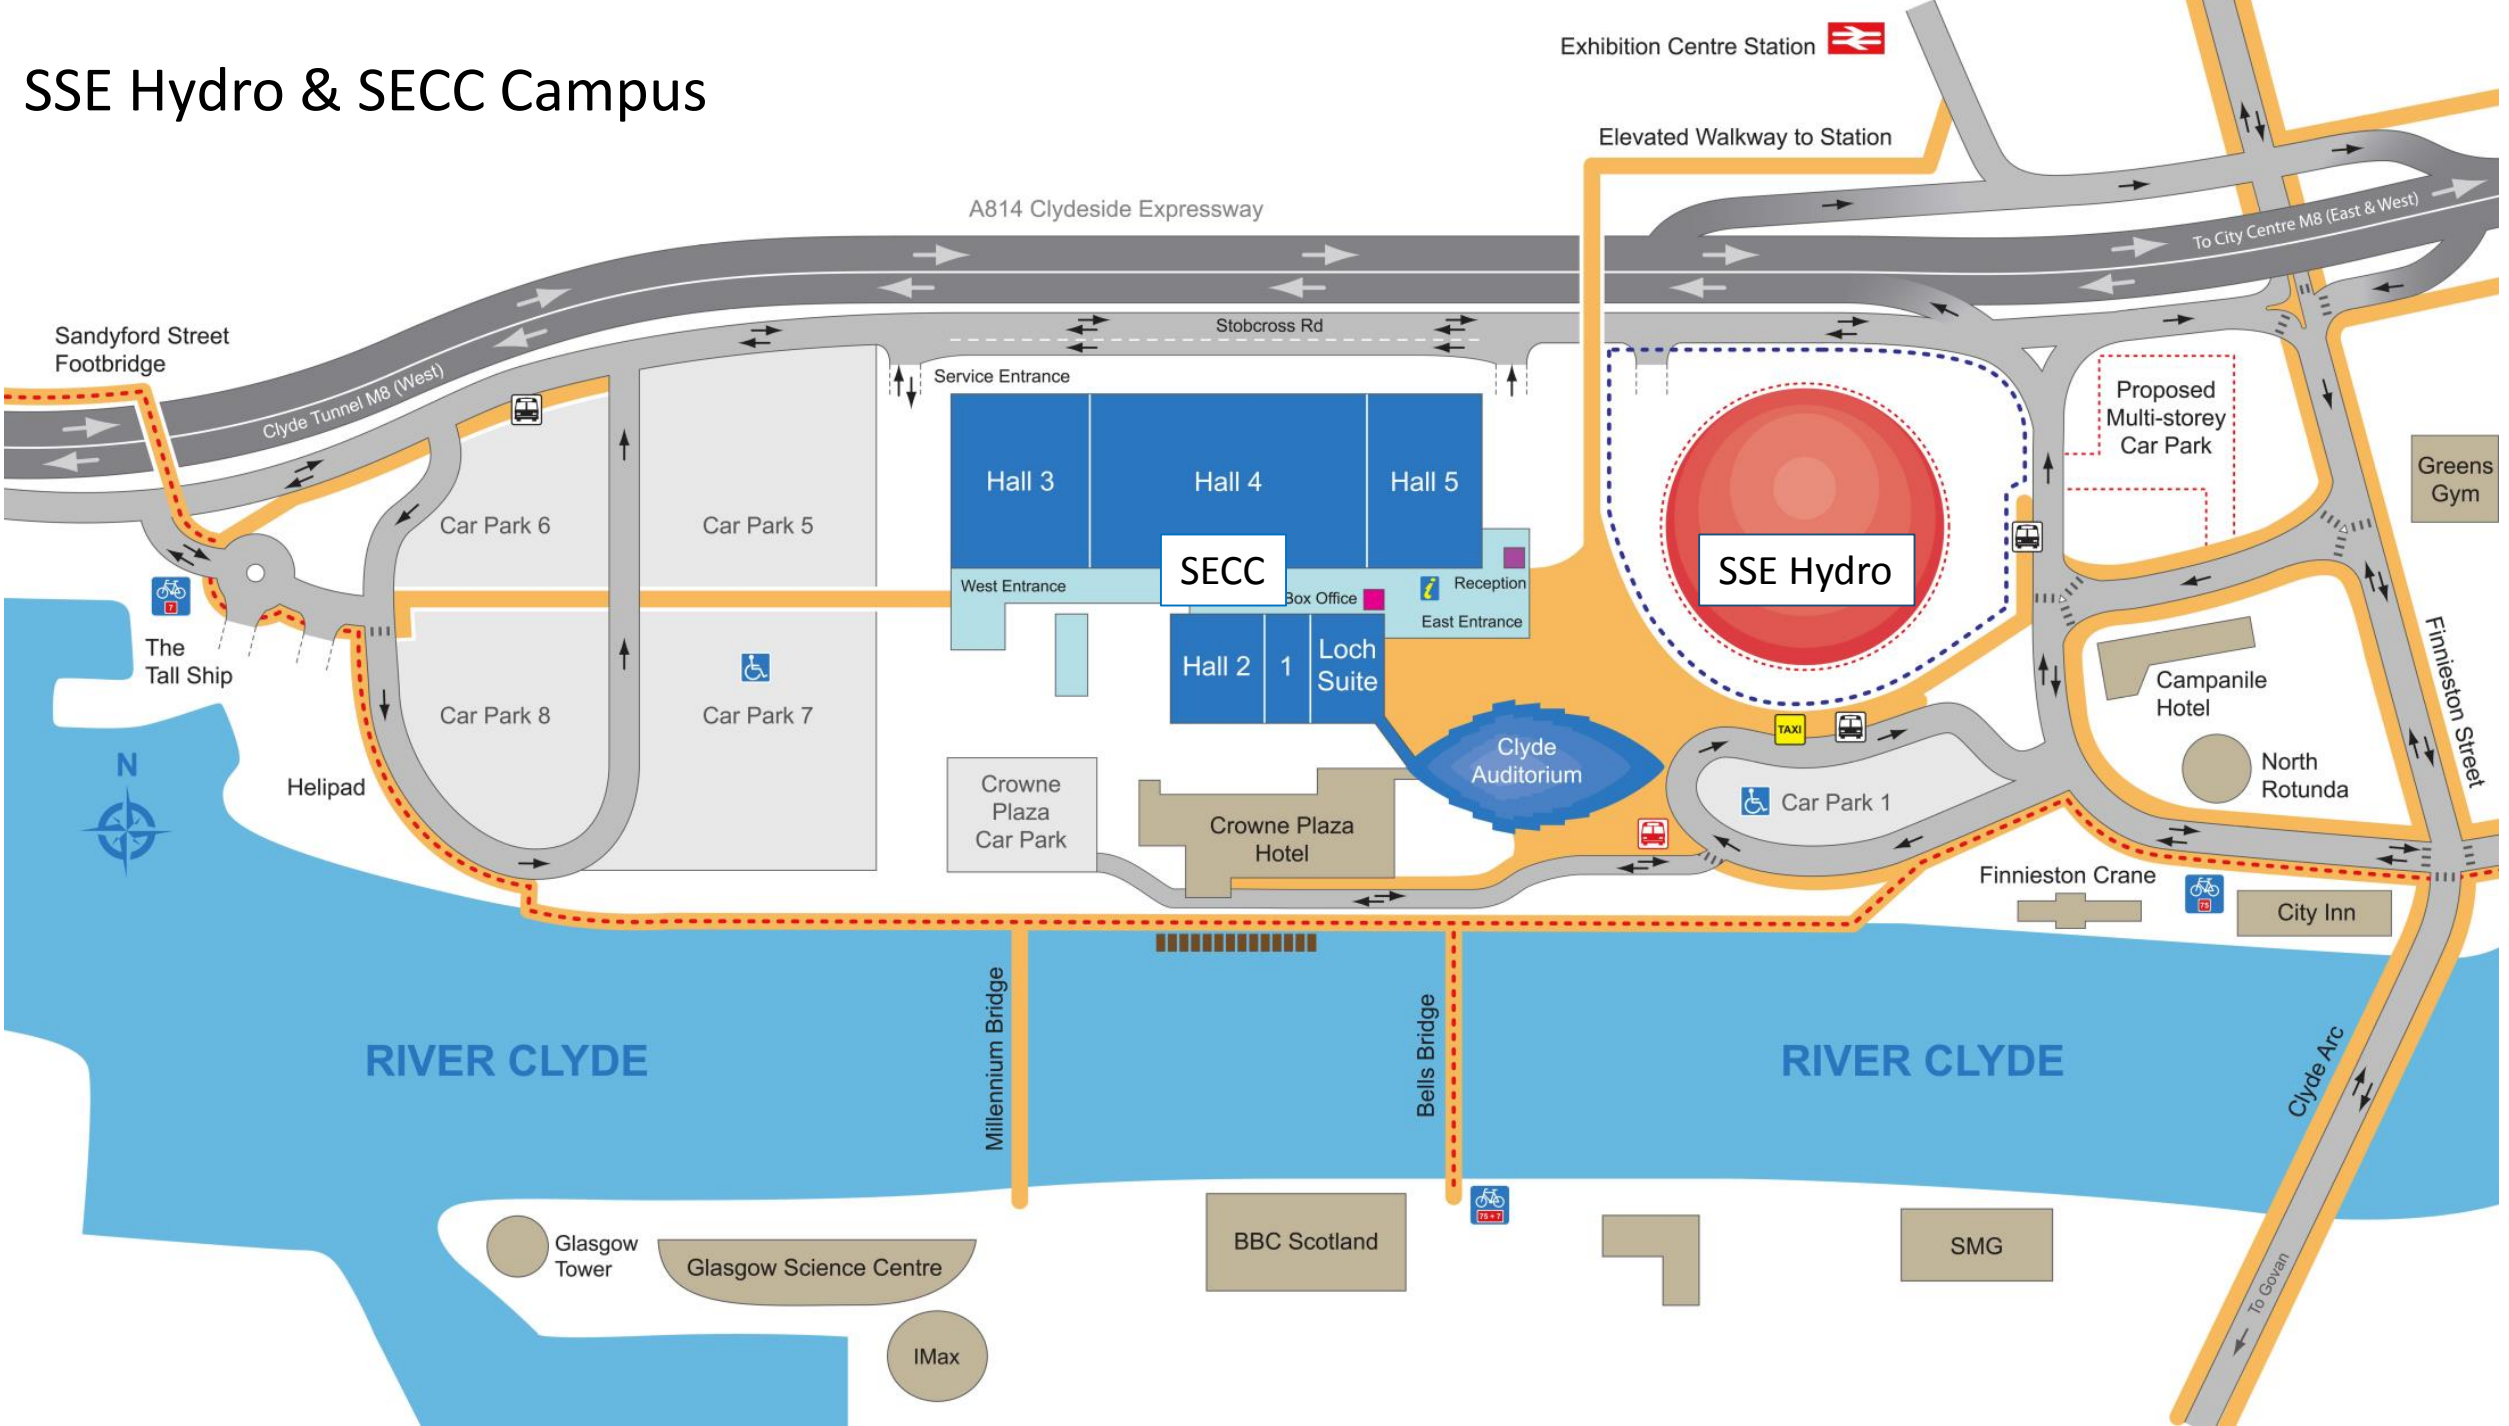 SSE Hydro & SECC Campus
Exhibition Centre Station
Elevated Walkway to Station
A814 Clydeside Expressway
To City Centre M8 (East & West)
Sandyford Street
Footbridge
Clyde Tunnel M8 (West)
Stobcross Rd
Service Entrance
Proposed
Multi-storey
Car Park
Greens
Gym
Hall 3
Hall 4
Hall 5
Car Park 6
Car Park 5
SECC
SSE Hydro
West Entrance
Box Office
Reception
East Entrance
7
The
Tall Ship
Hall 2
1
Loch
Suite
Car Park 8
Car Park 7
Campanile
Hotel
Finnieston Street
TAXI
Clyde
Auditorium
N
Helipad
Crowne
Plaza
Car Park
Crowne Plaza
Hotel
Car Park 1
North
Rotunda
Finnieston Crane
75
City Inn
Millennium Bridge
Bells Bridge
RIVER CLYDE
RIVER CLYDE
Clyde Arc
75 + 7
Glasgow
Tower
Glasgow Science Centre
BBC Scotland
SMG
To Govan
IMax